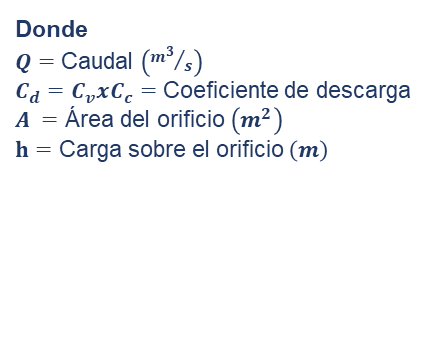 Donde
Q = Caudal (m³/s)
C_d = C_v x C_c = Coeficiente de descarga
A = Área del orificio (m²)
h = Carga sobre el orificio (m)